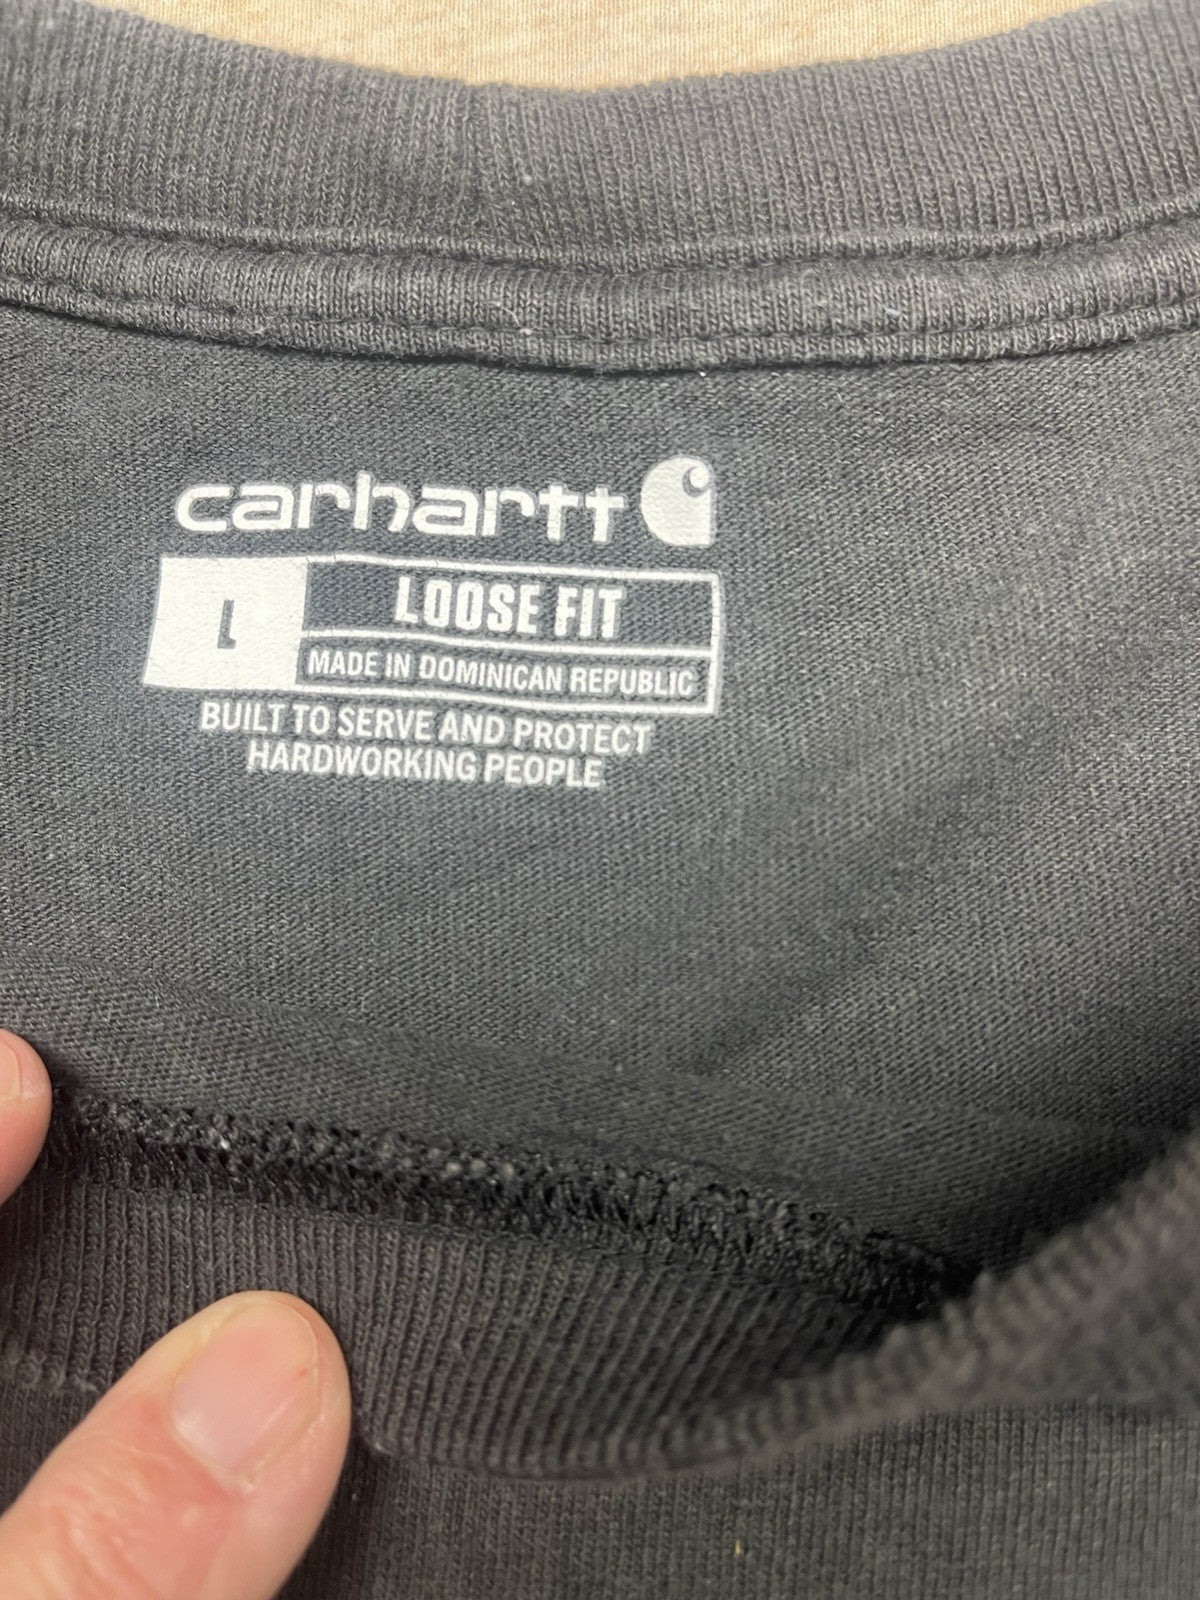 carhartt
L
LOOSE FIT
MADE IN DOMINICAN REPUBLIC
BUILT TO SERVE AND PROTECT
HARDWORKING PEOPLE